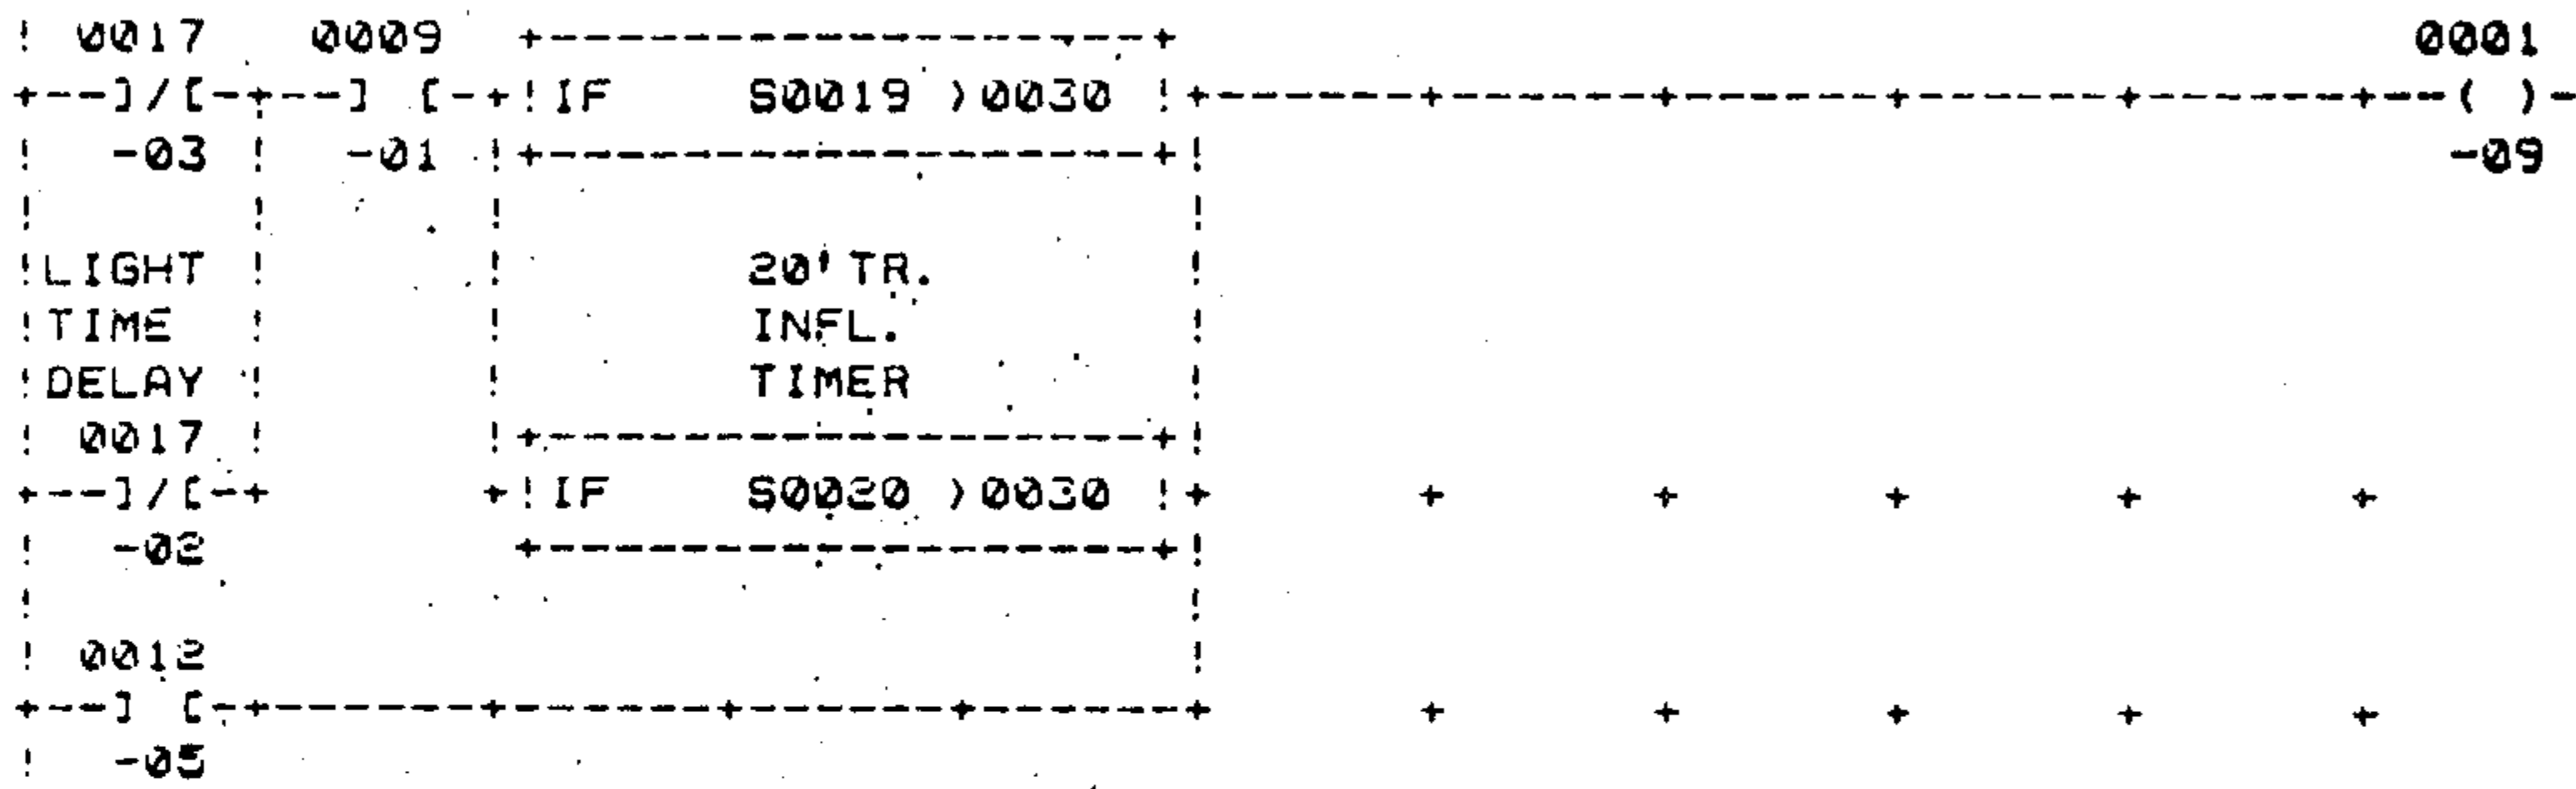 ! 0017 0009 +--------------------+ 0001
+--]/[-+--] [-+!IF S0019 >0030 !+------+------+------+------+------+--( )-
! -03 ! -01 !+--------------------+! -09
! ! ! !
!LIGHT ! ! 20' TR. !
!TIME ! ! INFL. !
!DELAY ! ! TIMER !
! 0017 ! !+--------------------+!
+--]/[-+ +!IF S0020 >0030 !+ + + + + +
! -02 +--------------------+!
! !
! 0012 !
+--] [-+-------+-------+-------+-------+ + + + + +
! -05